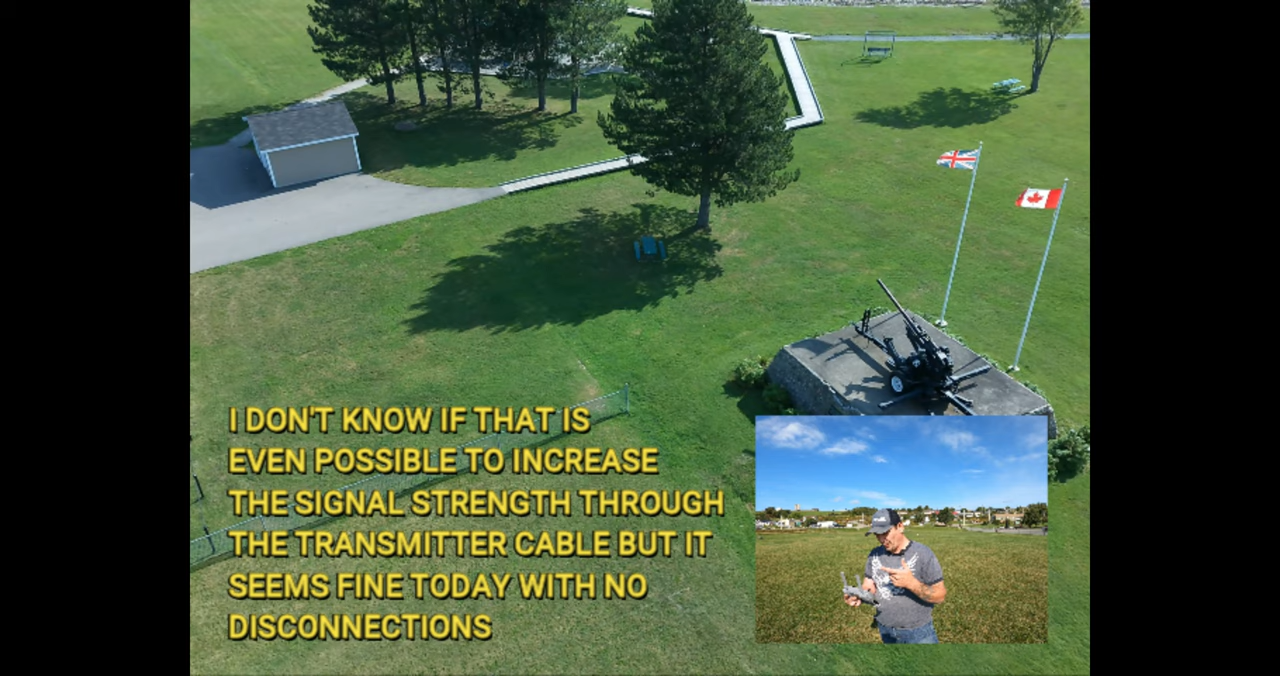 I DON'T KNOW IF THAT IS
EVEN POSSIBLE TO INCREASE
THE SIGNAL STRENGTH THROUGH
THE TRANSMITTER CABLE BUT IT
SEEMS FINE TODAY WITH NO
DISCONNECTIONS